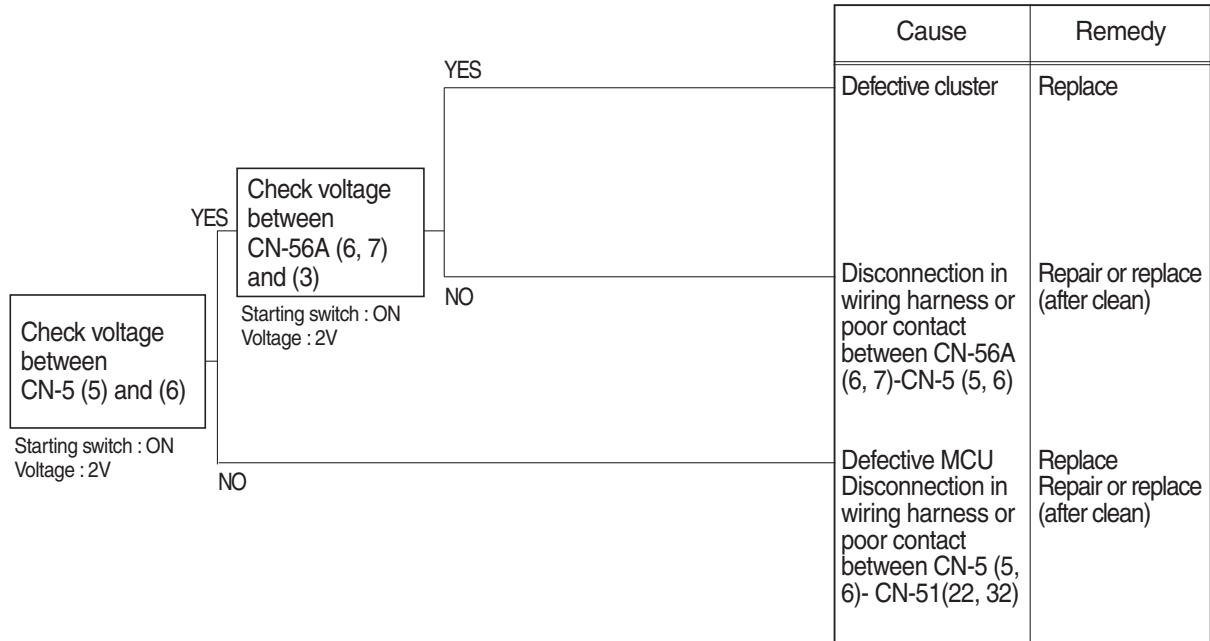 Cause
Remedy
YES
Defective cluster
Replace
Check voltage
between
CN-56A (6, 7)
and (3)
YES
Starting switch : ON
Voltage : 2V
NO
Disconnection in
wiring harness or
poor contact
between CN-56A
(6, 7)-CN-5 (5, 6)
Repair or replace
(after clean)
Check voltage
between
CN-5 (5) and (6)
Starting switch : ON
Voltage : 2V
NO
Defective MCU
Disconnection in
wiring harness or
poor contact
between CN-5 (5,
6)- CN-51(22, 32)
Replace
Repair or replace
(after clean)